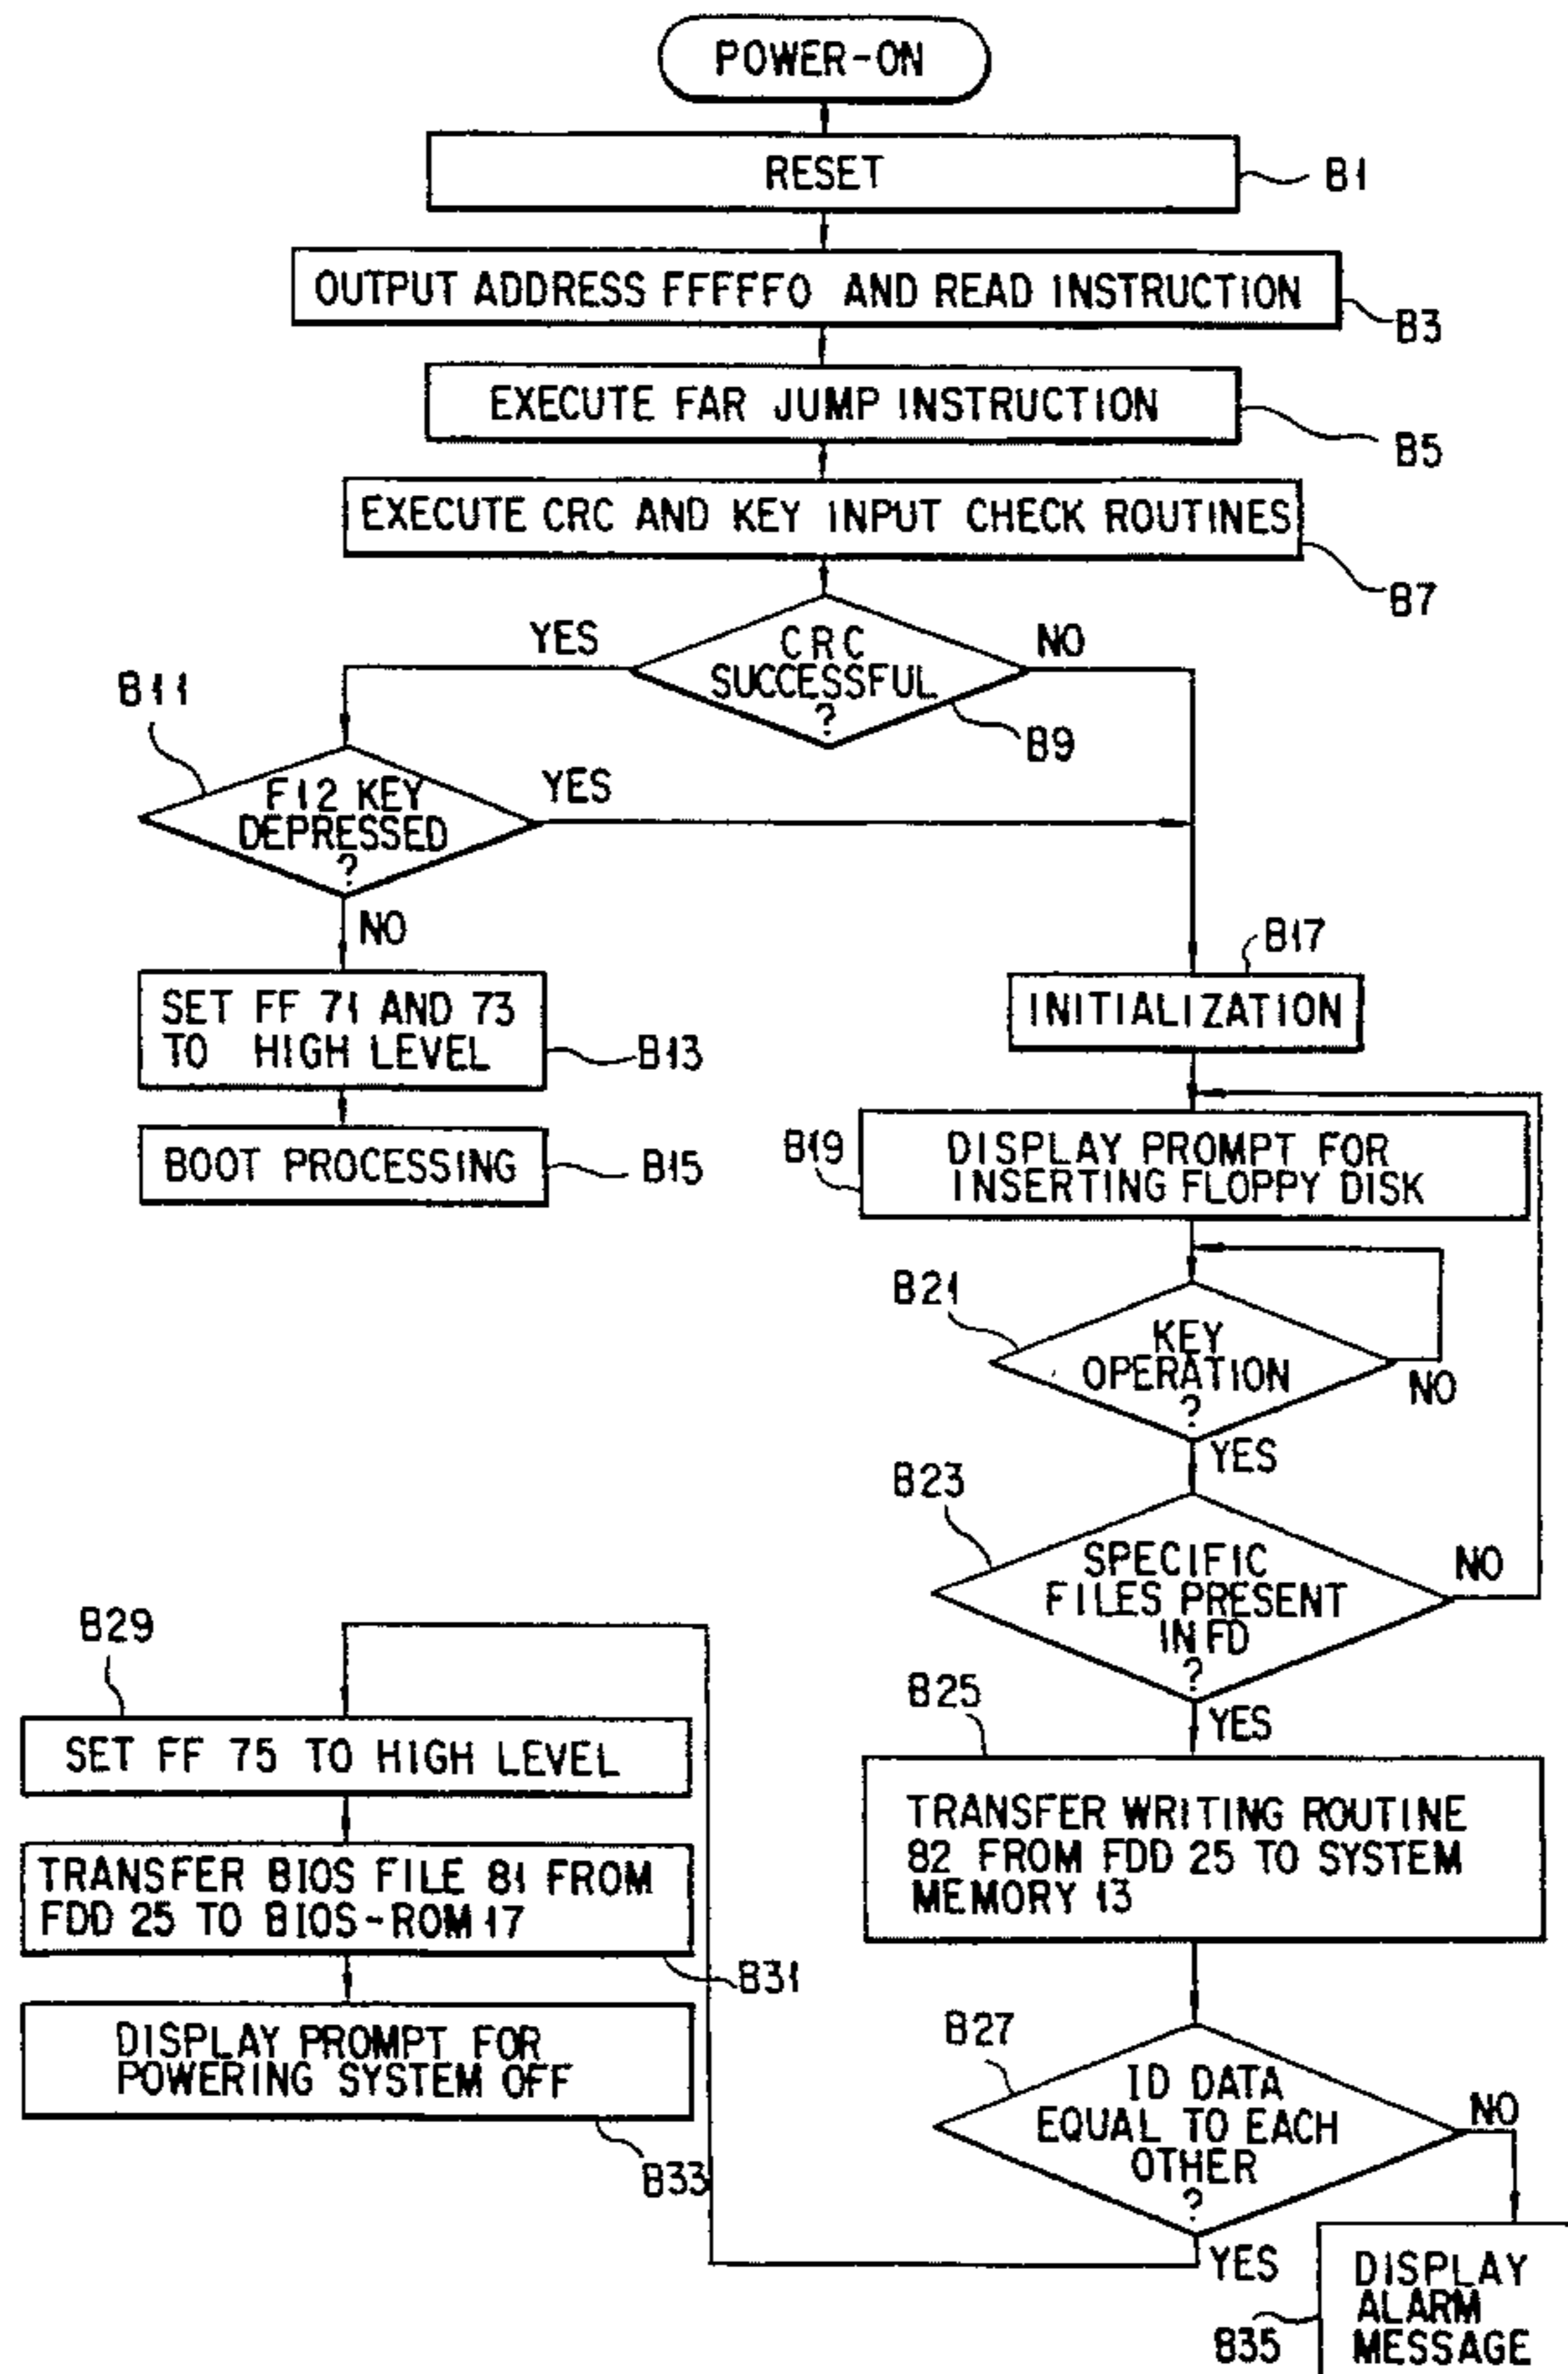 POWER-ON
RESET
B1
OUTPUT ADDRESS FFFFF0 AND READ INSTRUCTION
B3
EXECUTE FAR JUMP INSTRUCTION
B5
EXECUTE CRC AND KEY INPUT CHECK ROUTINES
B7
CRC
SUCCESSFUL
?
YES
NO
B9
B11
F12 KEY
DEPRESSED
?
YES
NO
SET FF 71 AND 73
TO HIGH LEVEL
B13
BOOT PROCESSING
B15
B17
INITIALIZATION
B19
DISPLAY PROMPT FOR
INSERTING FLOPPY DISK
B21
KEY
OPERATION
?
NO
YES
B23
SPECIFIC
FILES PRESENT
IN FD
?
NO
YES
B25
TRANSFER WRITING ROUTINE
82 FROM FDD 25 TO SYSTEM
MEMORY 13
B27
ID DATA
EQUAL TO EACH
OTHER
?
NO
YES
B29
SET FF 75 TO HIGH LEVEL
TRANSFER BIOS FILE 81 FROM
FDD 25 TO BIOS-ROM 17
B31
DISPLAY PROMPT FOR
POWERING SYSTEM OFF
B33
DISPLAY
ALARM
MESSAGE
B35